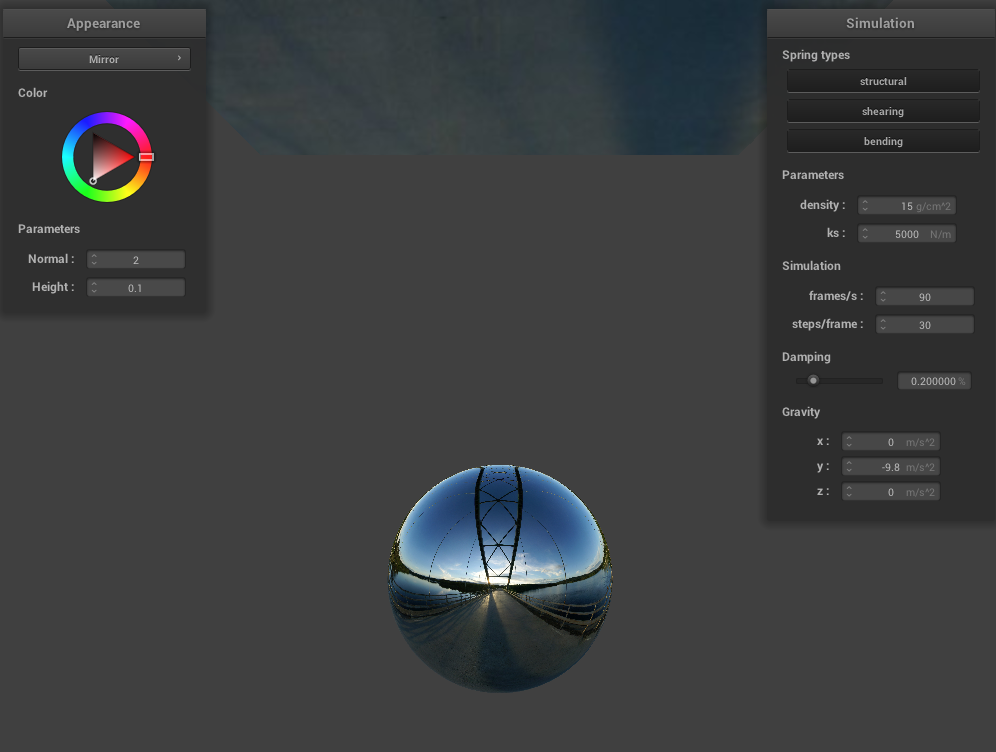 Appearance
Mirror
Color
Parameters
Normal : 2
Height : 0.1
Simulation
Spring types
structural
shearing
bending
Parameters
density : 15 g/cm^2
ks : 5000 N/m
Simulation
frames/s : 90
steps/frame : 30
Damping
0.200000 %
Gravity
x : 0 m/s^2
y : -9.8 m/s^2
z : 0 m/s^2